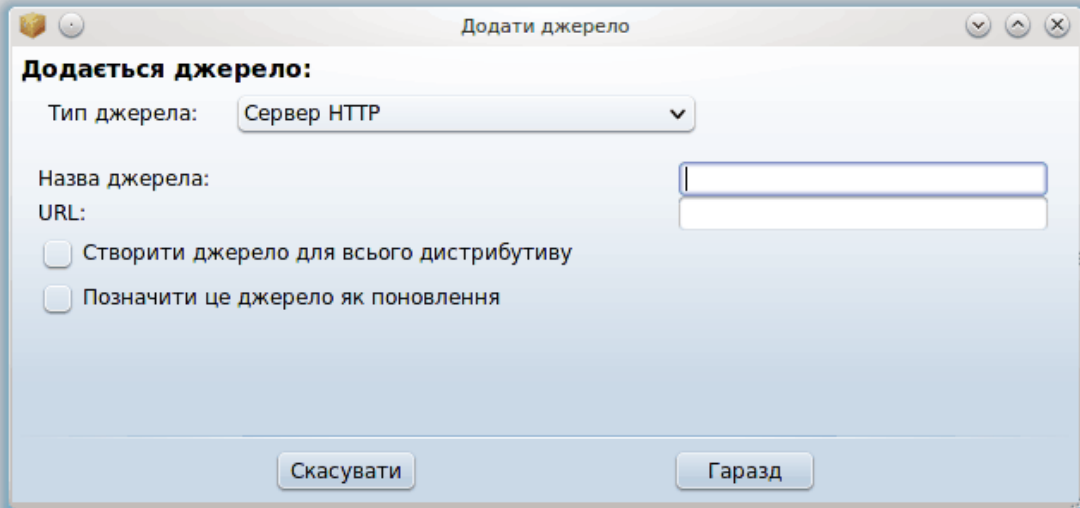 Додати джерело
Додається джерело:
Тип джерела: Сервер HTTP
Назва джерела:
URL:
Створити джерело для всього дистрибутиву
Позначити це джерело як поновлення
Скасувати Гаразд